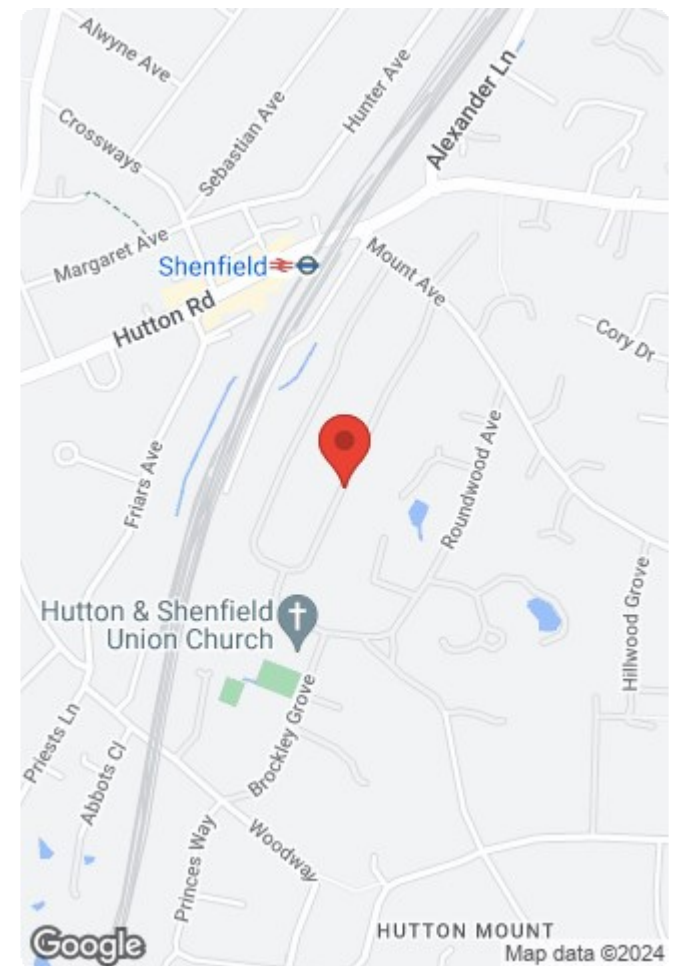 Alwyne Ave
Crossways
Sebastian Ave
Hunter Ave
Alexander Ln
Margaret Ave
Shenfield
Hutton Rd
Mount Ave
Cory Dr
Friars Ave
Roundwood Ave
Hutton & Shenfield
Union Church
Hillwood Grove
Priests Ln
Abbots Cl
Brockley Grove
Princes Way
Woodway
HUTTON MOUNT
Google
Map data ©2024